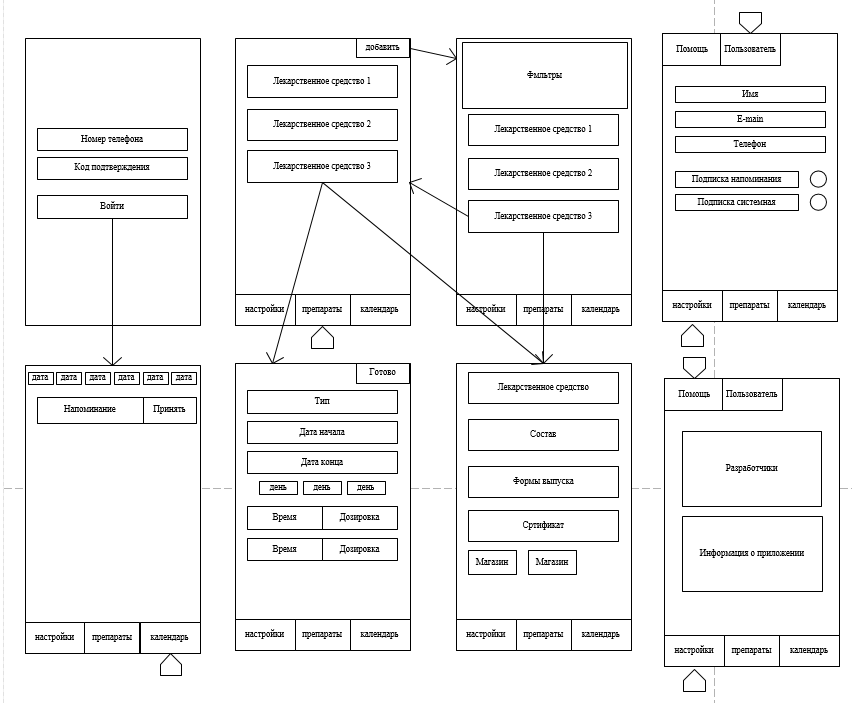 Номер телефона
Код подтверждения
Войти
добавить
Лекарственное средство 1
Лекарственное средство 2
Лекарственное средство 3
настройки препараты календарь
Фмльтры
Лекарственное средство 1
Лекарственное средство 2
Лекарственное средство 3
настройки препараты календарь
Помощь Пользователь
Имя
E-main
Телефон
Подписка напоминания
Подписка системная
настройки препараты календарь
дата дата дата дата дата дата
Напоминание Принять
настройки препараты календарь
Готово
Тип
Дата начала
Дата конца
день день день
Время Дозировка
Время Дозировка
настройки препараты календарь
Лекарственное средство
Состав
Формы выпуска
Сртификат
Магазин Магазин
настройки препараты календарь
Помощь Пользователь
Разработчики
Информация о приложении
настройки препараты календарь